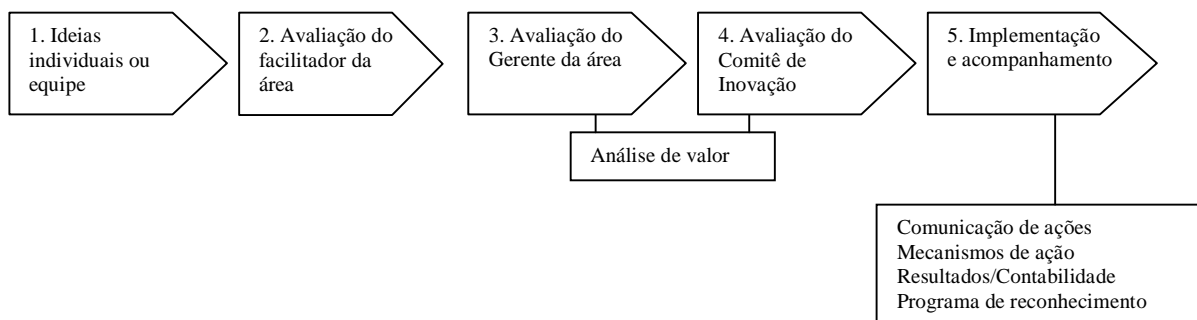 1. Ideias
individuais ou
equipe
2. Avaliação do
facilitador da
área
3. Avaliação do
Gerente da área
4. Avaliação do
Comitê de
Inovação
5. Implementação
e acompanhamento
Análise de valor
Comunicação de ações
Mecanismos de ação
Resultados/Contabilidade
Programa de reconhecimento